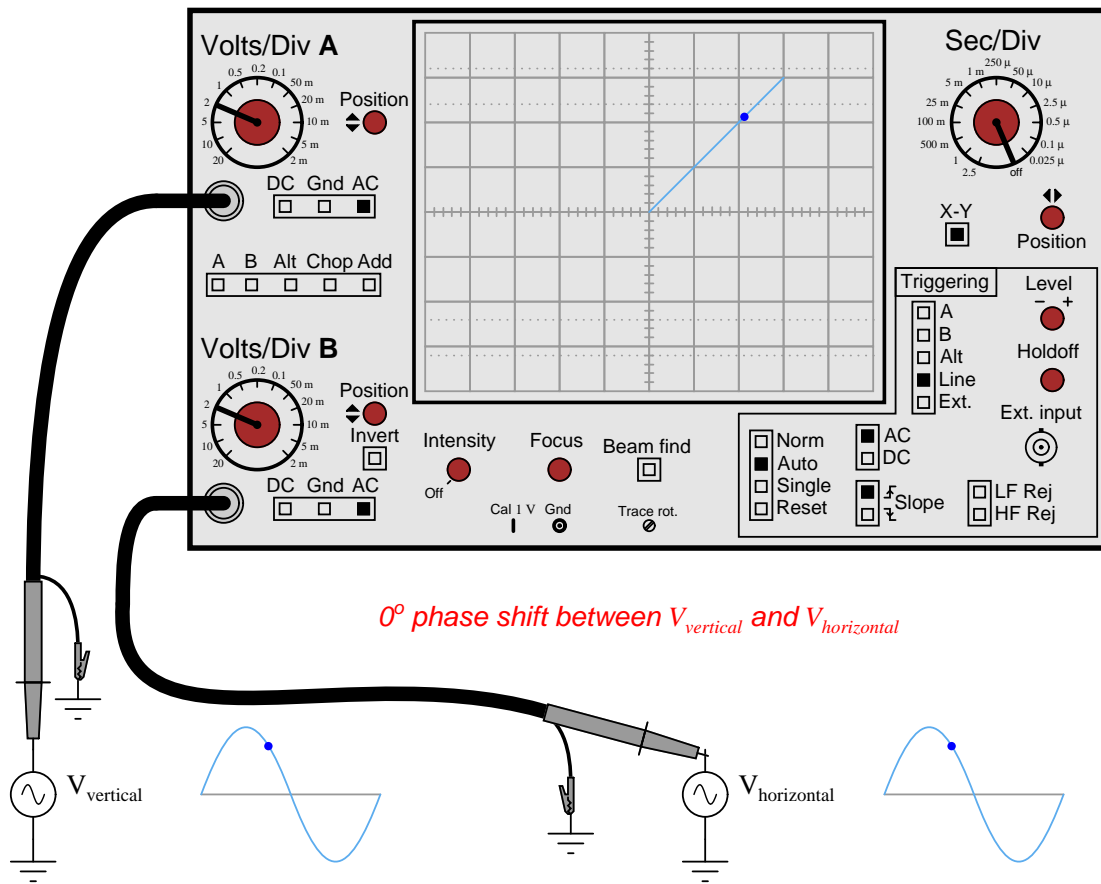 Volts/Div A
0.5 0.2 0.1
1 50 m
2 20 m
5 10 m
10 5 m
20 2 m
Position
DC Gnd AC
A B Alt Chop Add
Volts/Div B
0.5 0.2 0.1
1 50 m
2 20 m
5 10 m
10 5 m
20 2 m
Position
Invert
DC Gnd AC
Intensity
Off
Focus
Beam find
Cal 1 V Gnd
Trace rot.
Sec/Div
250 µ
1 m 50 µ
5 m 10 µ
25 m 2.5 µ
100 m 0.5 µ
500 m 0.1 µ
1 0.025 µ
2.5 off
X-Y
Position
Triggering
A
B
Alt
Line
Ext.
Level
− +
Holdoff
Ext. input
Norm
Auto
Single
Reset
AC
DC
Slope
LF Rej
HF Rej
0o phase shift between Vvertical and Vhorizontal
Vvertical
Vhorizontal